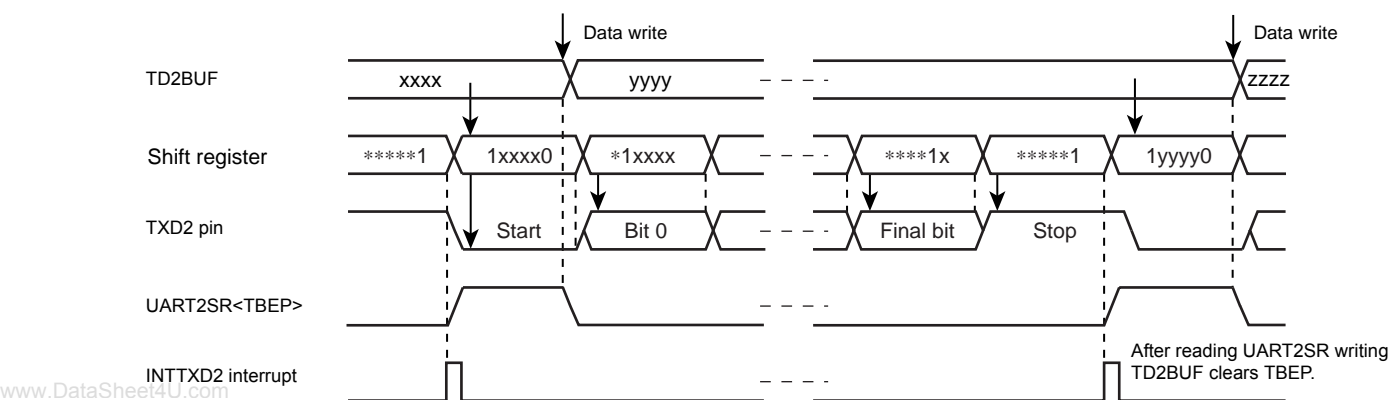 Data write
Data write
TD2BUF
xxxx
yyyy
zzzz
Shift register
*****1
1xxxx0
*1xxxx
****1x
*****1
1yyyy0
TXD2 pin
Start
Bit 0
Final bit
Stop
UART2SR<TBEP>
INTTXD2 interrupt
After reading UART2SR writing
TD2BUF clears TBEP.
www.DataSheet4U.com